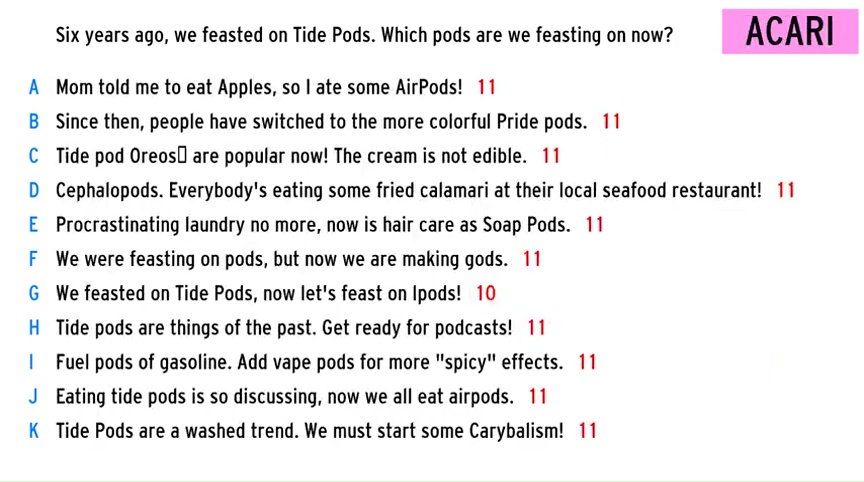 Six years ago, we feasted on Tide Pods. Which pods are we feasting on now?
ACARI
A Mom told me to eat Apples, so I ate some AirPods! 11
B Since then, people have switched to the more colorful Pride pods. 11
C Tide pod Oreos▯ are popular now! The cream is not edible. 11
D Cephalopods. Everybody's eating some fried calamari at their local seafood restaurant! 11
E Procrastinating laundry no more, now is hair care as Soap Pods. 11
F We were feasting on pods, but now we are making gods. 11
G We feasted on Tide Pods, now let's feast on Ipods! 10
H Tide pods are things of the past. Get ready for podcasts! 11
I Fuel pods of gasoline. Add vape pods for more "spicy" effects. 11
J Eating tide pods is so discussing, now we all eat airpods. 11
K Tide Pods are a washed trend. We must start some Carybalism! 11